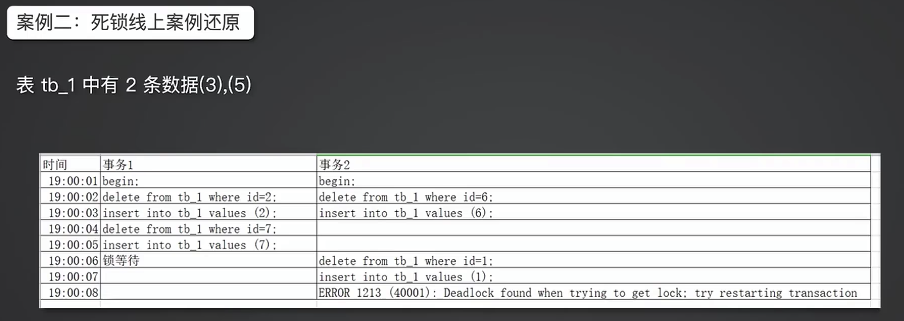 案例二：死锁线上案例还原
表 tb_1 中有 2 条数据(3),(5)
时间 事务1 事务2
19:00:01 begin; begin;
19:00:02 delete from tb_1 where id=2; delete from tb_1 where id=6;
19:00:03 insert into tb_1 values (2); insert into tb_1 values (6);
19:00:04 delete from tb_1 where id=7;
19:00:05 insert into tb_1 values (7);
19:00:06 锁等待 delete from tb_1 where id=1;
19:00:07 insert into tb_1 values (1);
19:00:08 ERROR 1213 (40001): Deadlock found when trying to get lock; try restarting transaction